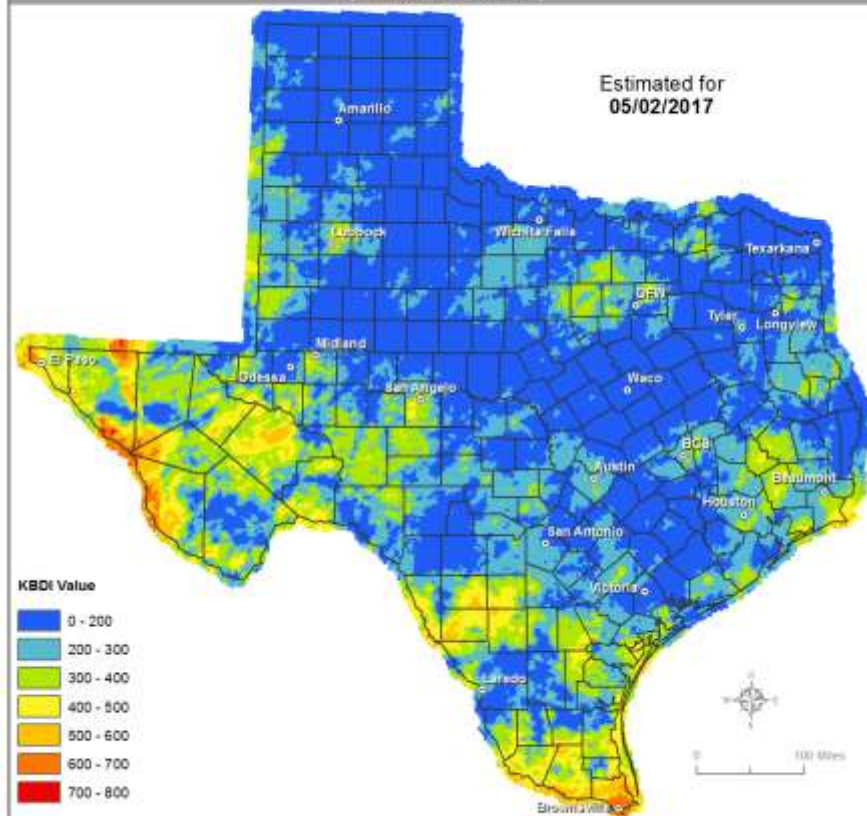 Estimated for
05/02/2017
Amarillo
Lubbock
Wichita Falls
Texarkana
DFW
Tyler
Longview
El Paso
Midland
Odessa
San Angelo
Waco
BCS
Austin
Beaumont
Houston
San Antonio
Victoria
Laredo
Brownsville
KBDI Value
0 - 200
200 - 300
300 - 400
400 - 500
500 - 600
600 - 700
700 - 800
0 100 Miles